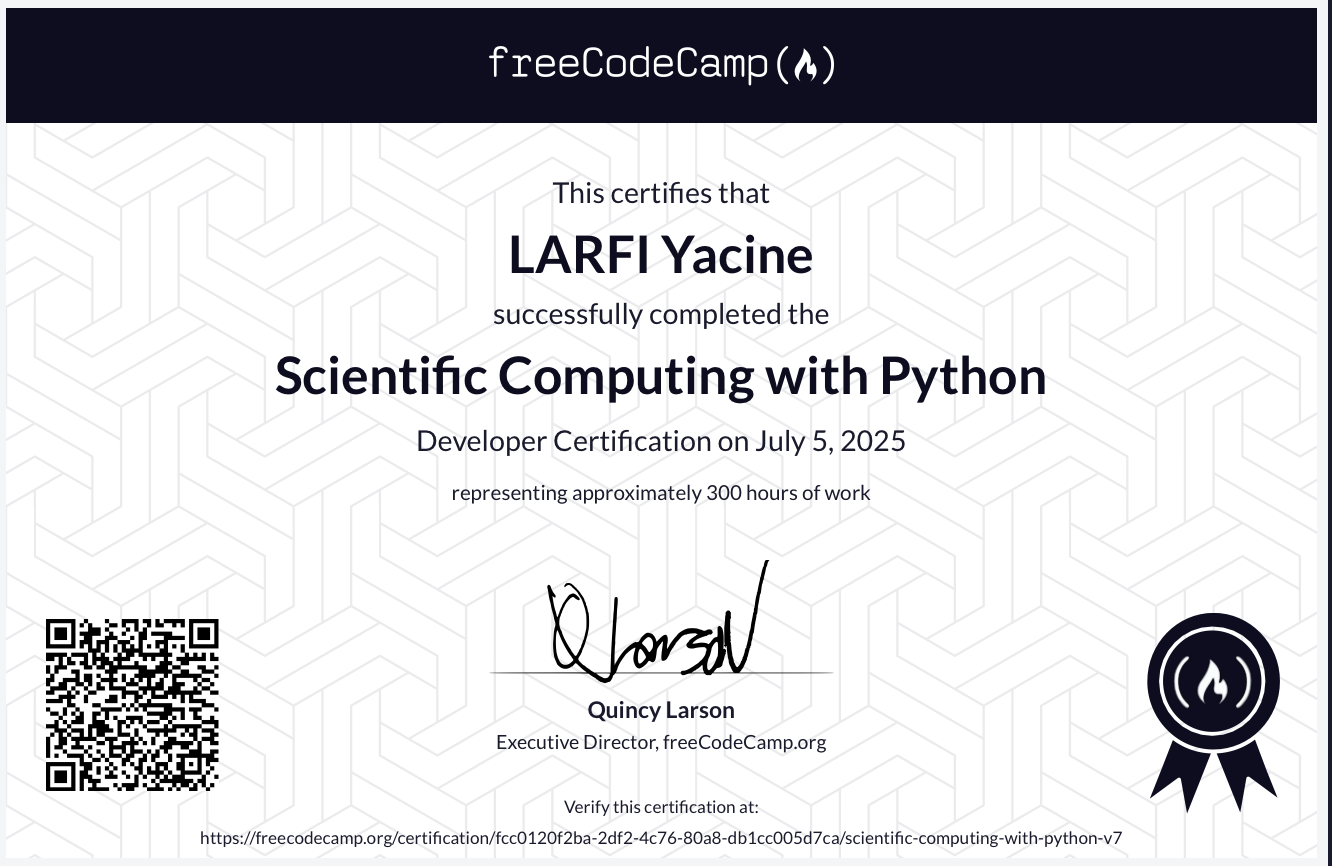 freeCodeCamp
This certifies that
LARFI Yacine
successfully completed the
Scientific Computing with Python
Developer Certification on July 5, 2025
representing approximately 300 hours of work
Quincy Larson
Executive Director, freeCodeCamp.org
Verify this certification at:
https://freecodecamp.org/certification/fcc0120f2ba-2df2-4c76-80a8-db1cc005d7ca/scientific-computing-with-python-v7